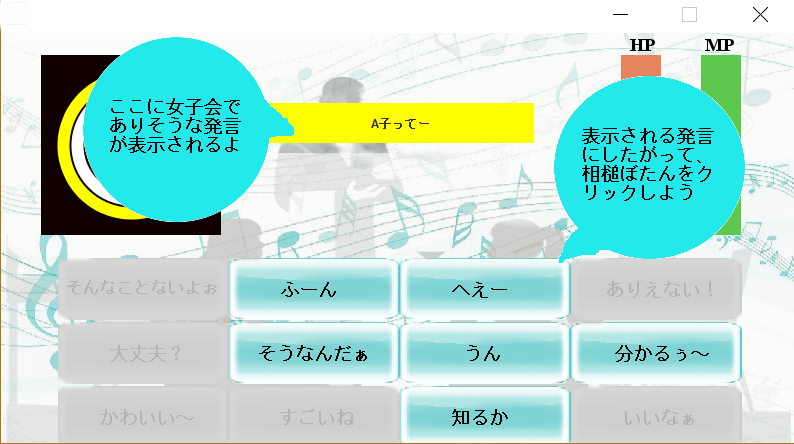 HP MP
ここに女子会で
ありそうな発言
が表示されるよ
A子ってー
表示される発言
にしたがって、
相槌ぼたんをク
リックしよう
そんなことないよぉ ふーん へえー ありえない！
大丈夫？ そうなんだぁ うん 分かるぅ～
かわいい～ すごいね 知るか いいなぁ